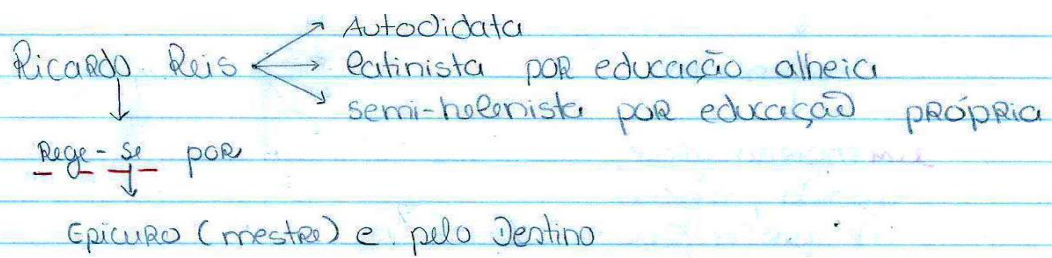 Autodidata
Ricardo Reis
latinista por educação alheia
semi-helenista por educação própria
Rege-se por
Epicuro (mestre) e pelo Destino